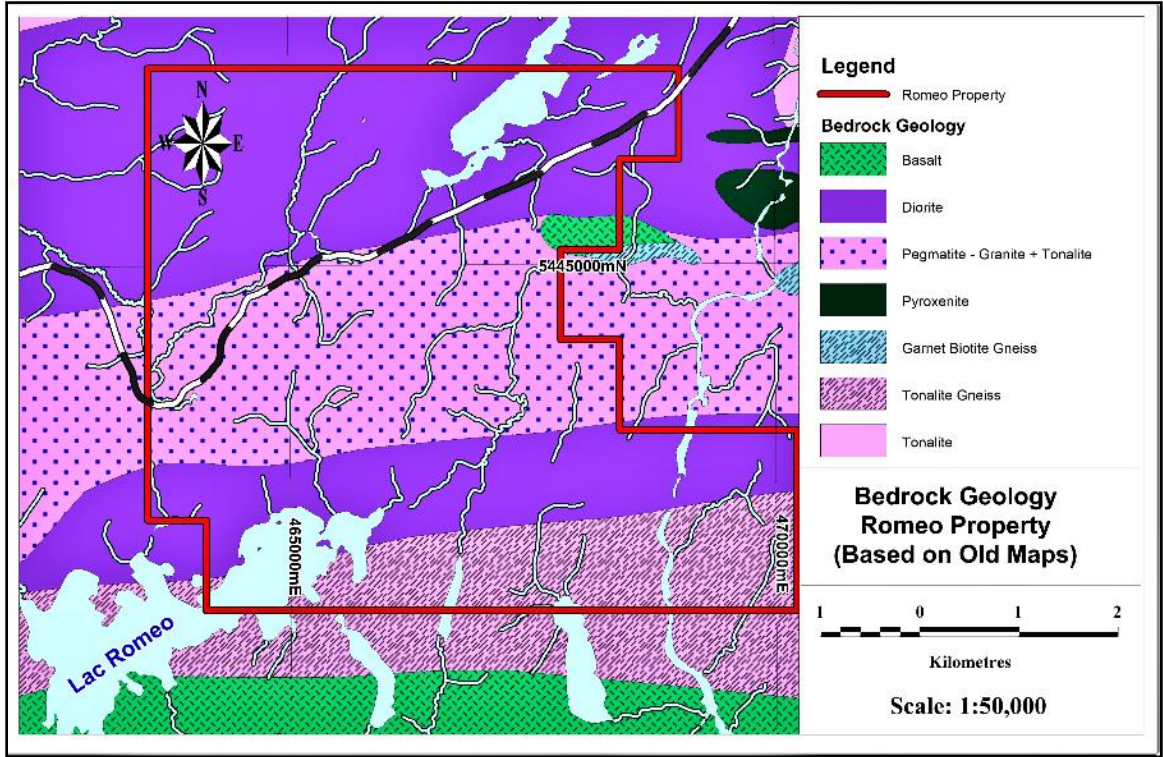 N
W
E
S
5445000mN
465000mE
470000mE
Lac Romeo
Legend
Romeo Property
Bedrock Geology
Basalt
Diorite
Pegmatite - Granite + Tonalite
Pyroxenite
Garnet Biotite Gneiss
Tonalite Gneiss
Tonalite
Bedrock Geology
Romeo Property
(Based on Old Maps)
1 0 1 2
Kilometres
Scale: 1:50,000